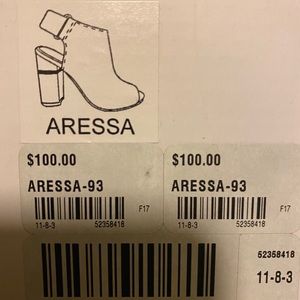 ARESSA
$100.00
ARESSA-93
F17
11-8-3 52358418
$100.00
ARESSA-93
F17
11-8-3 52358418
52358418
11-8-3